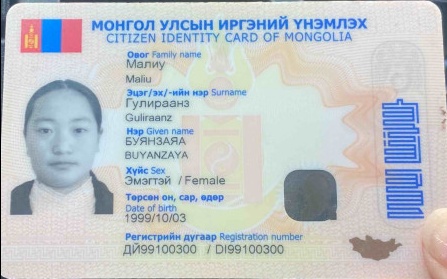 МОНГОЛ УЛСЫН ИРГЭНИЙ ҮНЭМЛЭХ
CITIZEN IDENTITY CARD OF MONGOLIA
Овог Family name
Малиу
Maliu
Эцэг/эх/-ийн нэр Surname
Гулираанз
Guliraanz
Нэр Given name
БУЯНЗАЯА
BUYANZAYA
Хүйс Sex
Эмэгтэй / Female
Төрсөн он, сар, өдөр
Date of birth
1999/10/03
Регистрийн дугаар Registration number
ДЙ99100300 / DI99100300